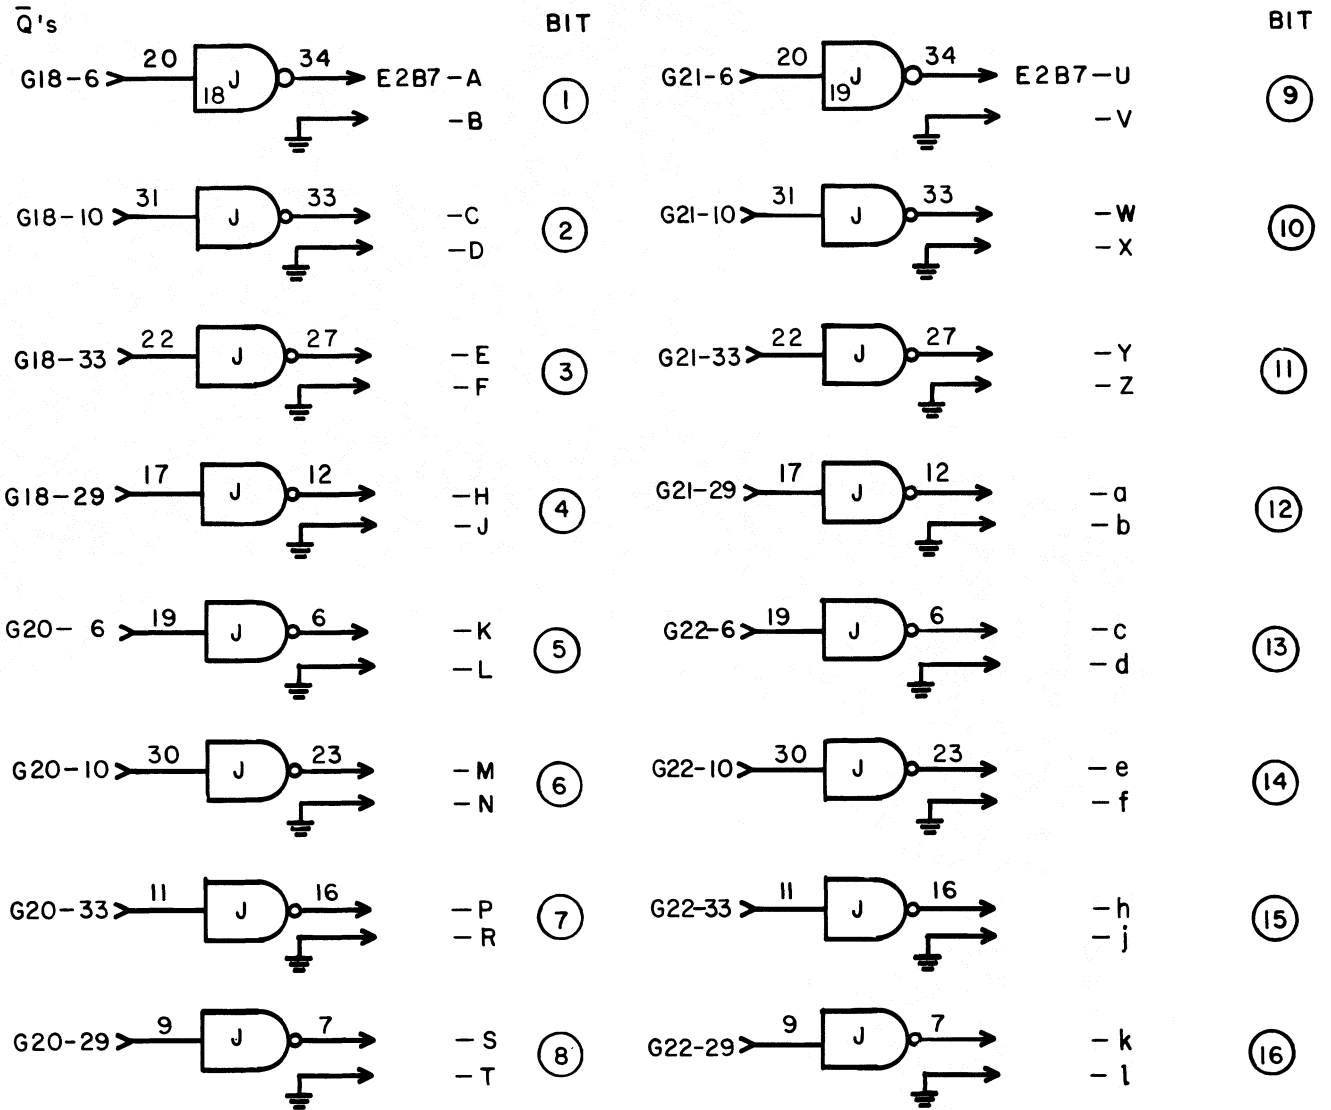 Q̅'s BIT
G18-6 20 J 18 34 E2B7-A 1
-B
G18-10 31 J 33 -C 2
-D
G18-33 22 J 27 -E 3
-F
G18-29 17 J 12 -H 4
-J
G20- 6 19 J 6 -K 5
-L
G20-10 30 J 23 -M 6
-N
G20-33 11 J 16 -P 7
-R
G20-29 9 J 7 -S 8
-T
BIT
G21-6 20 J 19 34 E2B7-U 9
-V
G21-10 31 J 33 -W 10
-X
G21-33 22 J 27 -Y 11
-Z
G21-29 17 J 12 -a 12
-b
G22-6 19 J 6 -c 13
-d
G22-10 30 J 23 -e 14
-f
G22-33 11 J 16 -h 15
-j
G22-29 9 J 7 -k 16
-l